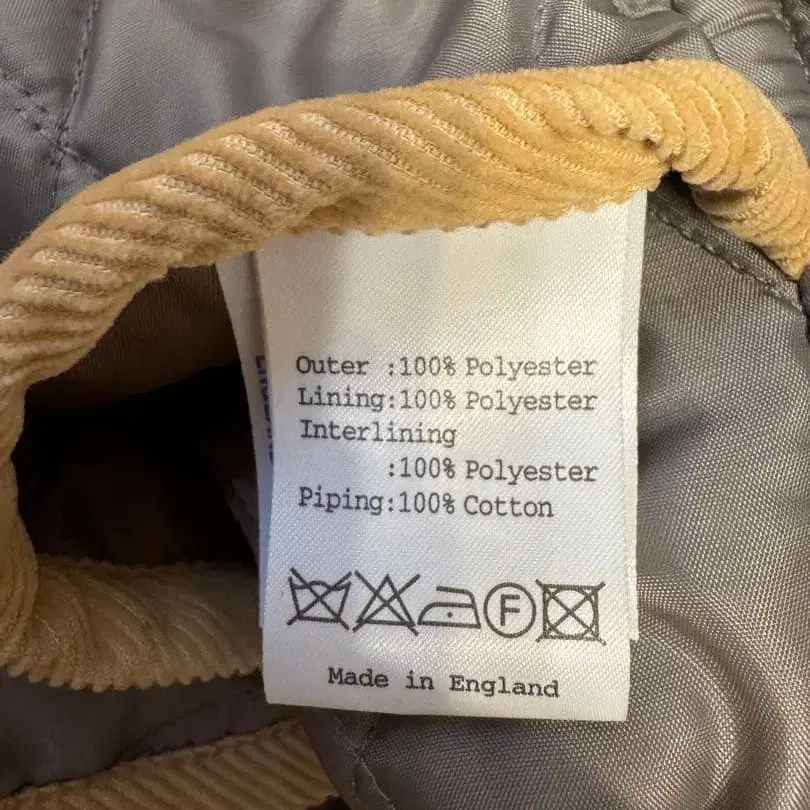 Outer :100% Polyester
Lining:100% Polyester
Interlining
:100% Polyester
Piping:100% Cotton
F
Made in England